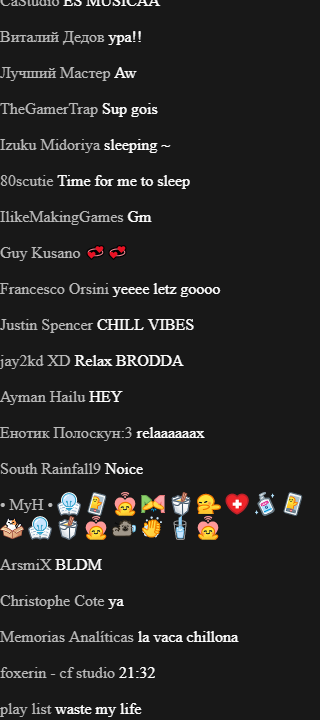 CaStudio ES MUSICAA
Виталий Дедов ура!!
Лучший Мастер Aw
TheGamerTrap Sup gois
Izuku Midoriya sleeping ~
80scutie Time for me to sleep
IlikeMakingGames Gm
Guy Kusano
Francesco Orsini yeeee letz goooo
Justin Spencer CHILL VIBES
jay2kd XD Relax BRODDA
Ayman Hailu HEY
Енотик Полоскун:3 relaaaaaax
South Rainfall9 Noice
• MyH •
ArsmiX BLDM
Christophe Cote ya
Memorias Analíticas la vaca chillona
foxerin - cf studio 21:32
play list waste my life